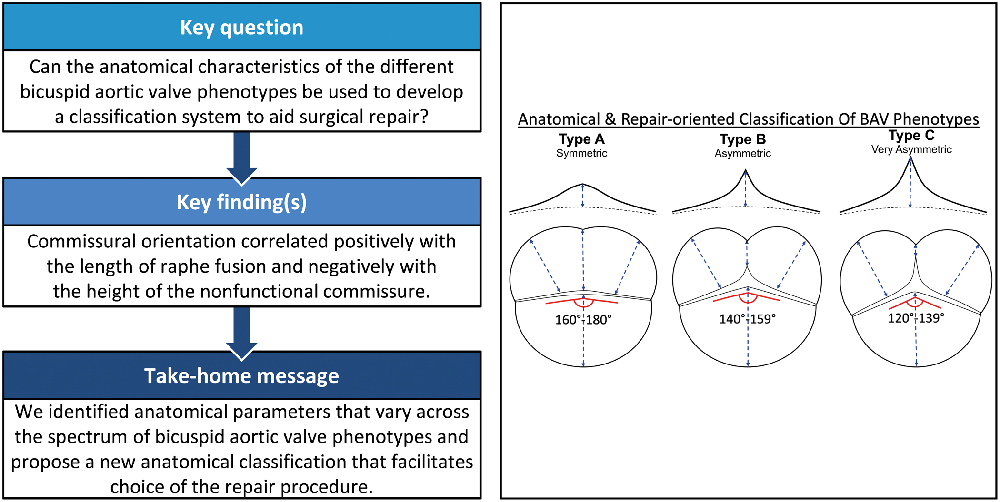 Key question
Can the anatomical characteristics of the different
bicuspid aortic valve phenotypes be used to develop
a classification system to aid surgical repair?
Key finding(s)
Commissural orientation correlated positively with
the length of raphe fusion and negatively with
the height of the nonfunctional commissure.
Take-home message
We identified anatomical parameters that vary across
the spectrum of bicuspid aortic valve phenotypes and
propose a new anatomical classification that facilitates
choice of the repair procedure.
Anatomical & Repair-oriented Classification Of BAV Phenotypes
Type A
Symmetric
160°-180°
Type B
Asymmetric
140°-159°
Type C
Very Asymmetric
120°-139°